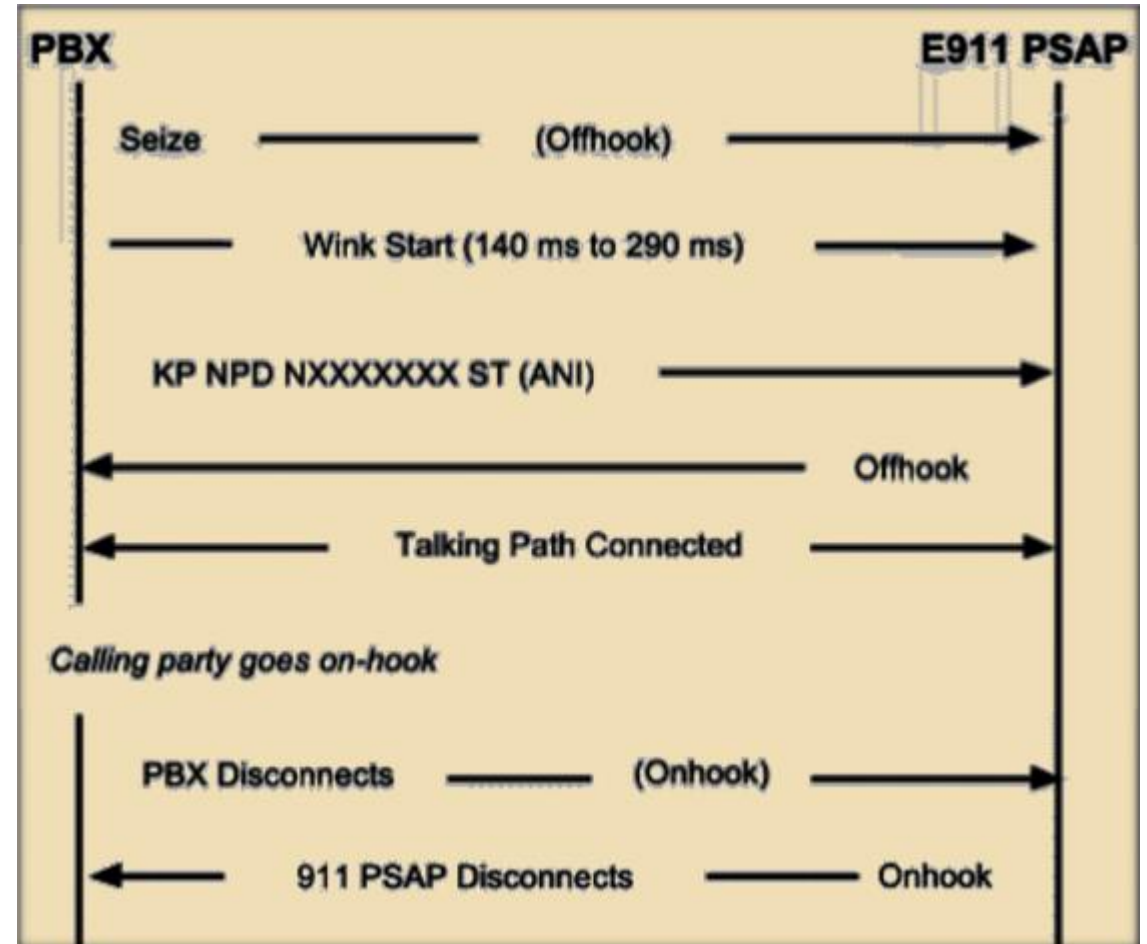 PBX E911 PSAP
Seize (Offhook)
Wink Start (140 ms to 290 ms)
KP NPD NXXXXXXX ST (ANI)
Offhook
Talking Path Connected
Calling party goes on-hook
PBX Disconnects (Onhook)
911 PSAP Disconnects Onhook